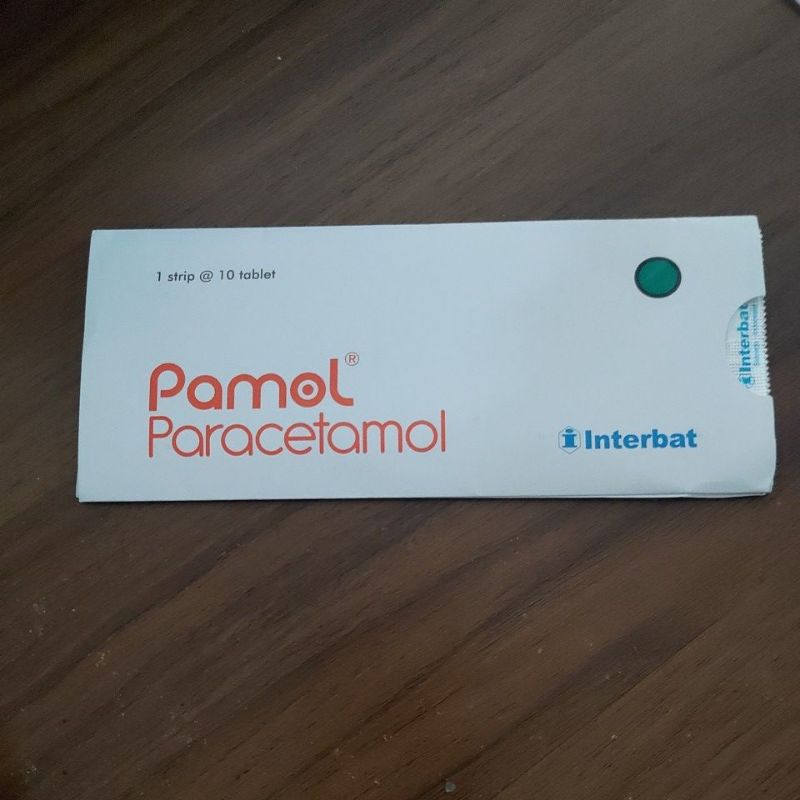 1 strip @ 10 tablet
Pamol®
Paracetamol
Interbat
Interbat